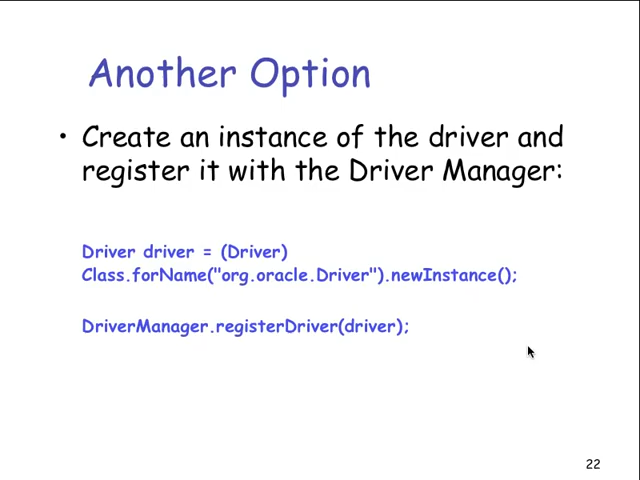 Another Option
• Create an instance of the driver and
register it with the Driver Manager:
Driver driver = (Driver)
Class.forName("org.oracle.Driver").newInstance();
DriverManager.registerDriver(driver);
22